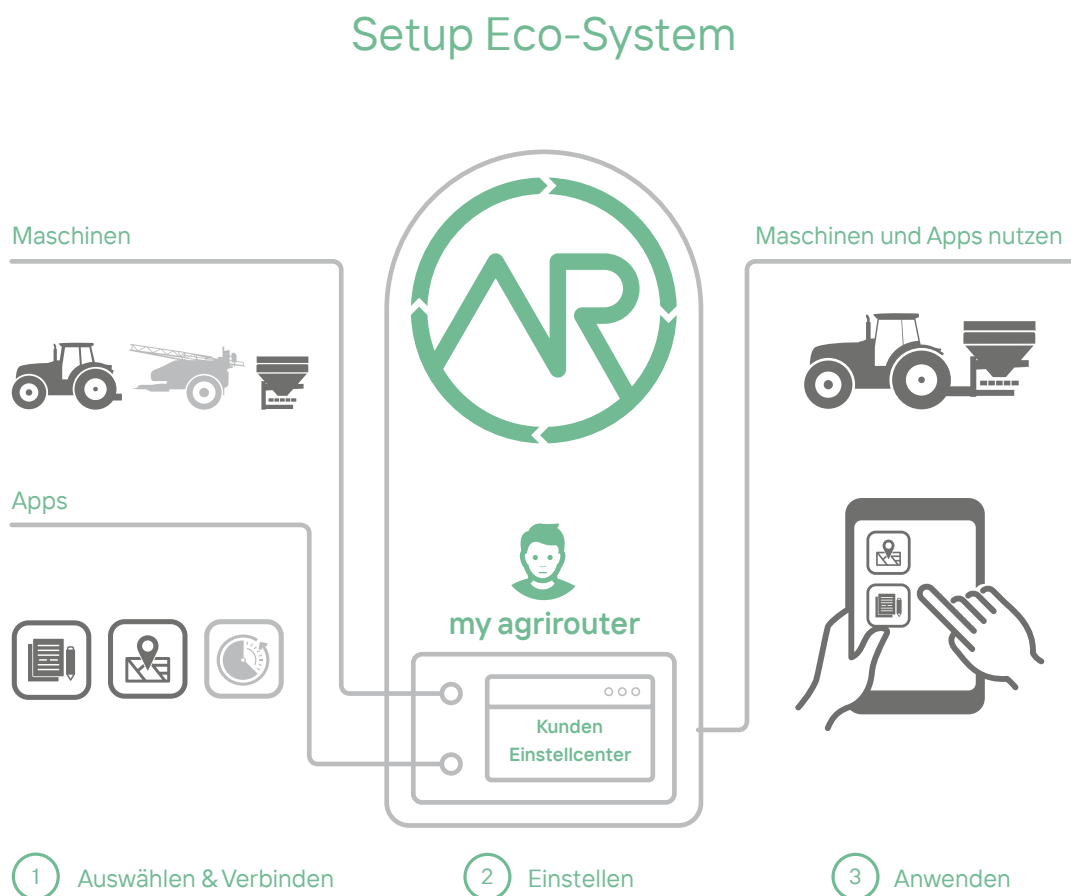 Setup Eco-System
Maschinen
Maschinen und Apps nutzen
AR
Apps
my agrirouter
Kunden
Einstellcenter
1 Auswählen & Verbinden
2 Einstellen
3 Anwenden